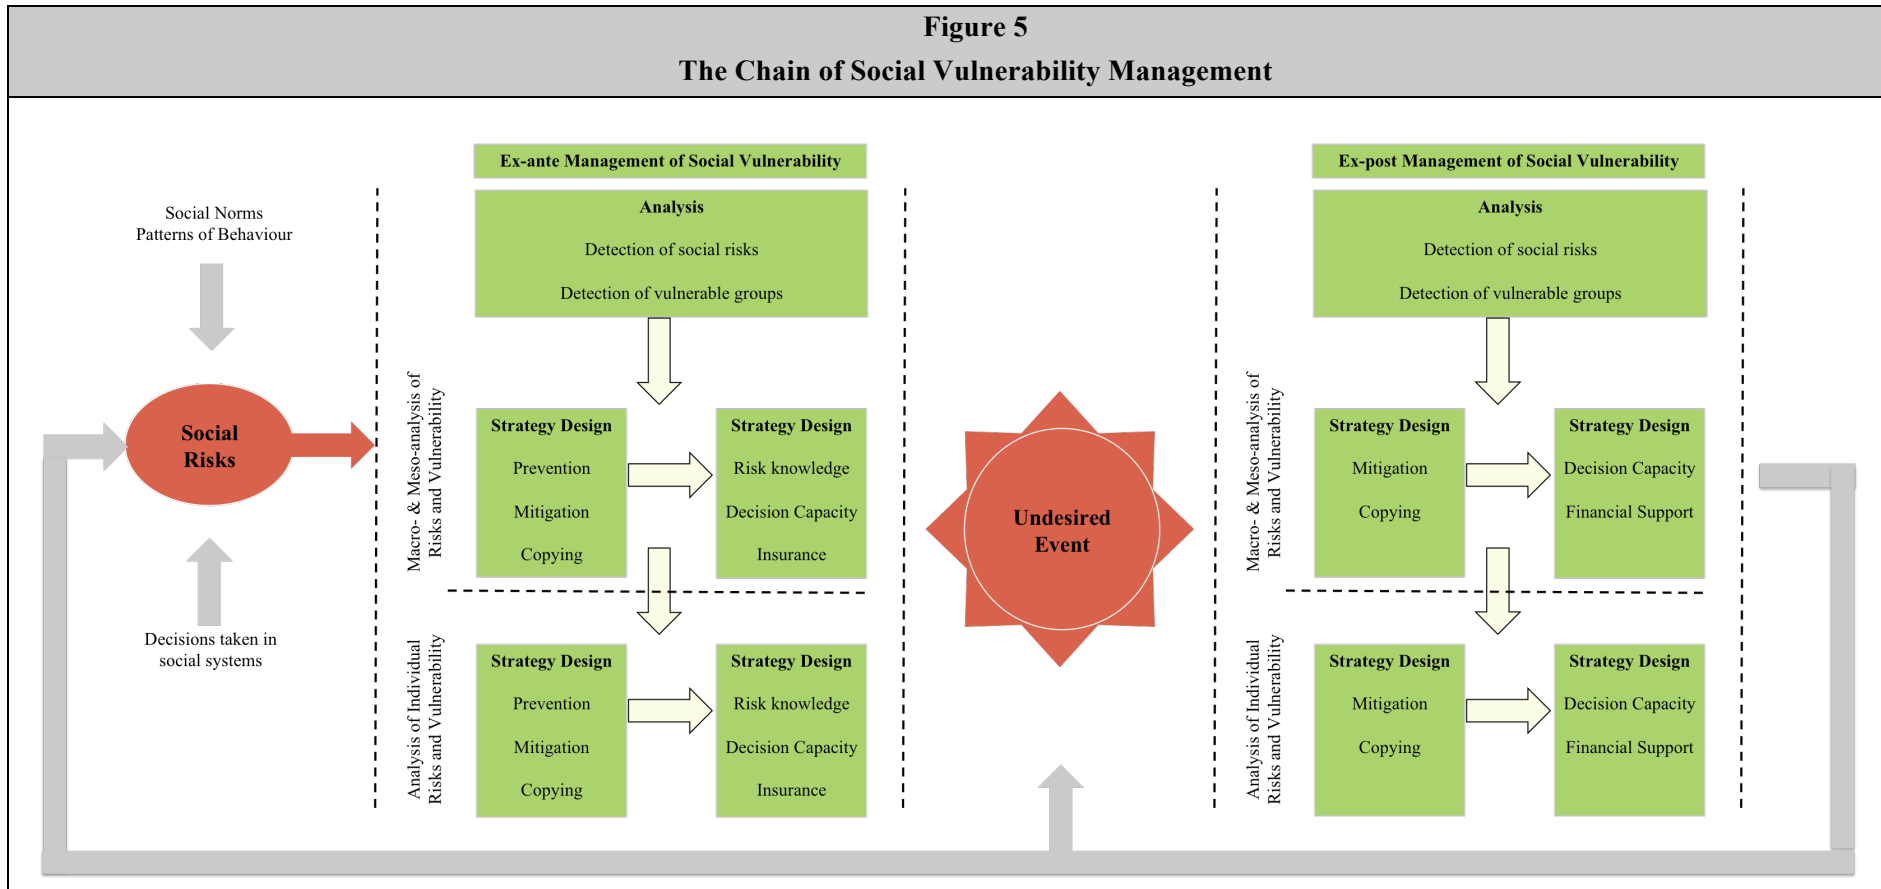 Figure 5
The Chain of Social Vulnerability Management
Social Norms
Patterns of Behaviour
Social
Risks
Decisions taken in
social systems
Ex-ante Management of Social Vulnerability
Analysis
Detection of social risks
Detection of vulnerable groups
Macro- & Meso-analysis of
Risks and Vulnerability
Strategy Design
Prevention
Mitigation
Copying
Strategy Design
Risk knowledge
Decision Capacity
Insurance
Analysis of Individual
Risks and Vulnerability
Strategy Design
Prevention
Mitigation
Copying
Strategy Design
Risk knowledge
Decision Capacity
Insurance
Undesired
Event
Ex-post Management of Social Vulnerability
Analysis
Detection of social risks
Detection of vulnerable groups
Macro- & Meso-analysis of
Risks and Vulnerability
Strategy Design
Mitigation
Copying
Strategy Design
Decision Capacity
Financial Support
Analysis of Individual
Risks and Vulnerability
Strategy Design
Mitigation
Copying
Strategy Design
Decision Capacity
Financial Support